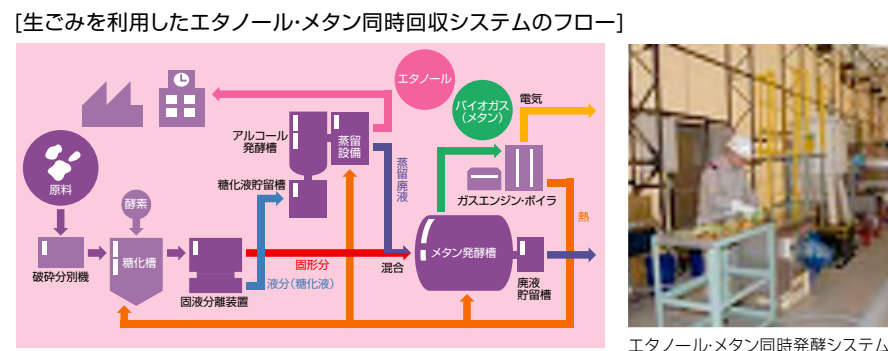 [生ごみを利用したエタノール・メタン同時回収システムのフロー]
エタノール
バイオガス
(メタン)
電気
アルコール
発酵槽
蒸留
設備
原料
糖化液貯留槽
蒸留廃液
ガスエンジン・ボイラ
酵素
熱
糖化槽
メタン発酵槽
破砕分別機
固形分
混合
液分(糖化液)
固液分離装置
廃液
貯留槽
エタノール・メタン同時発酵システム